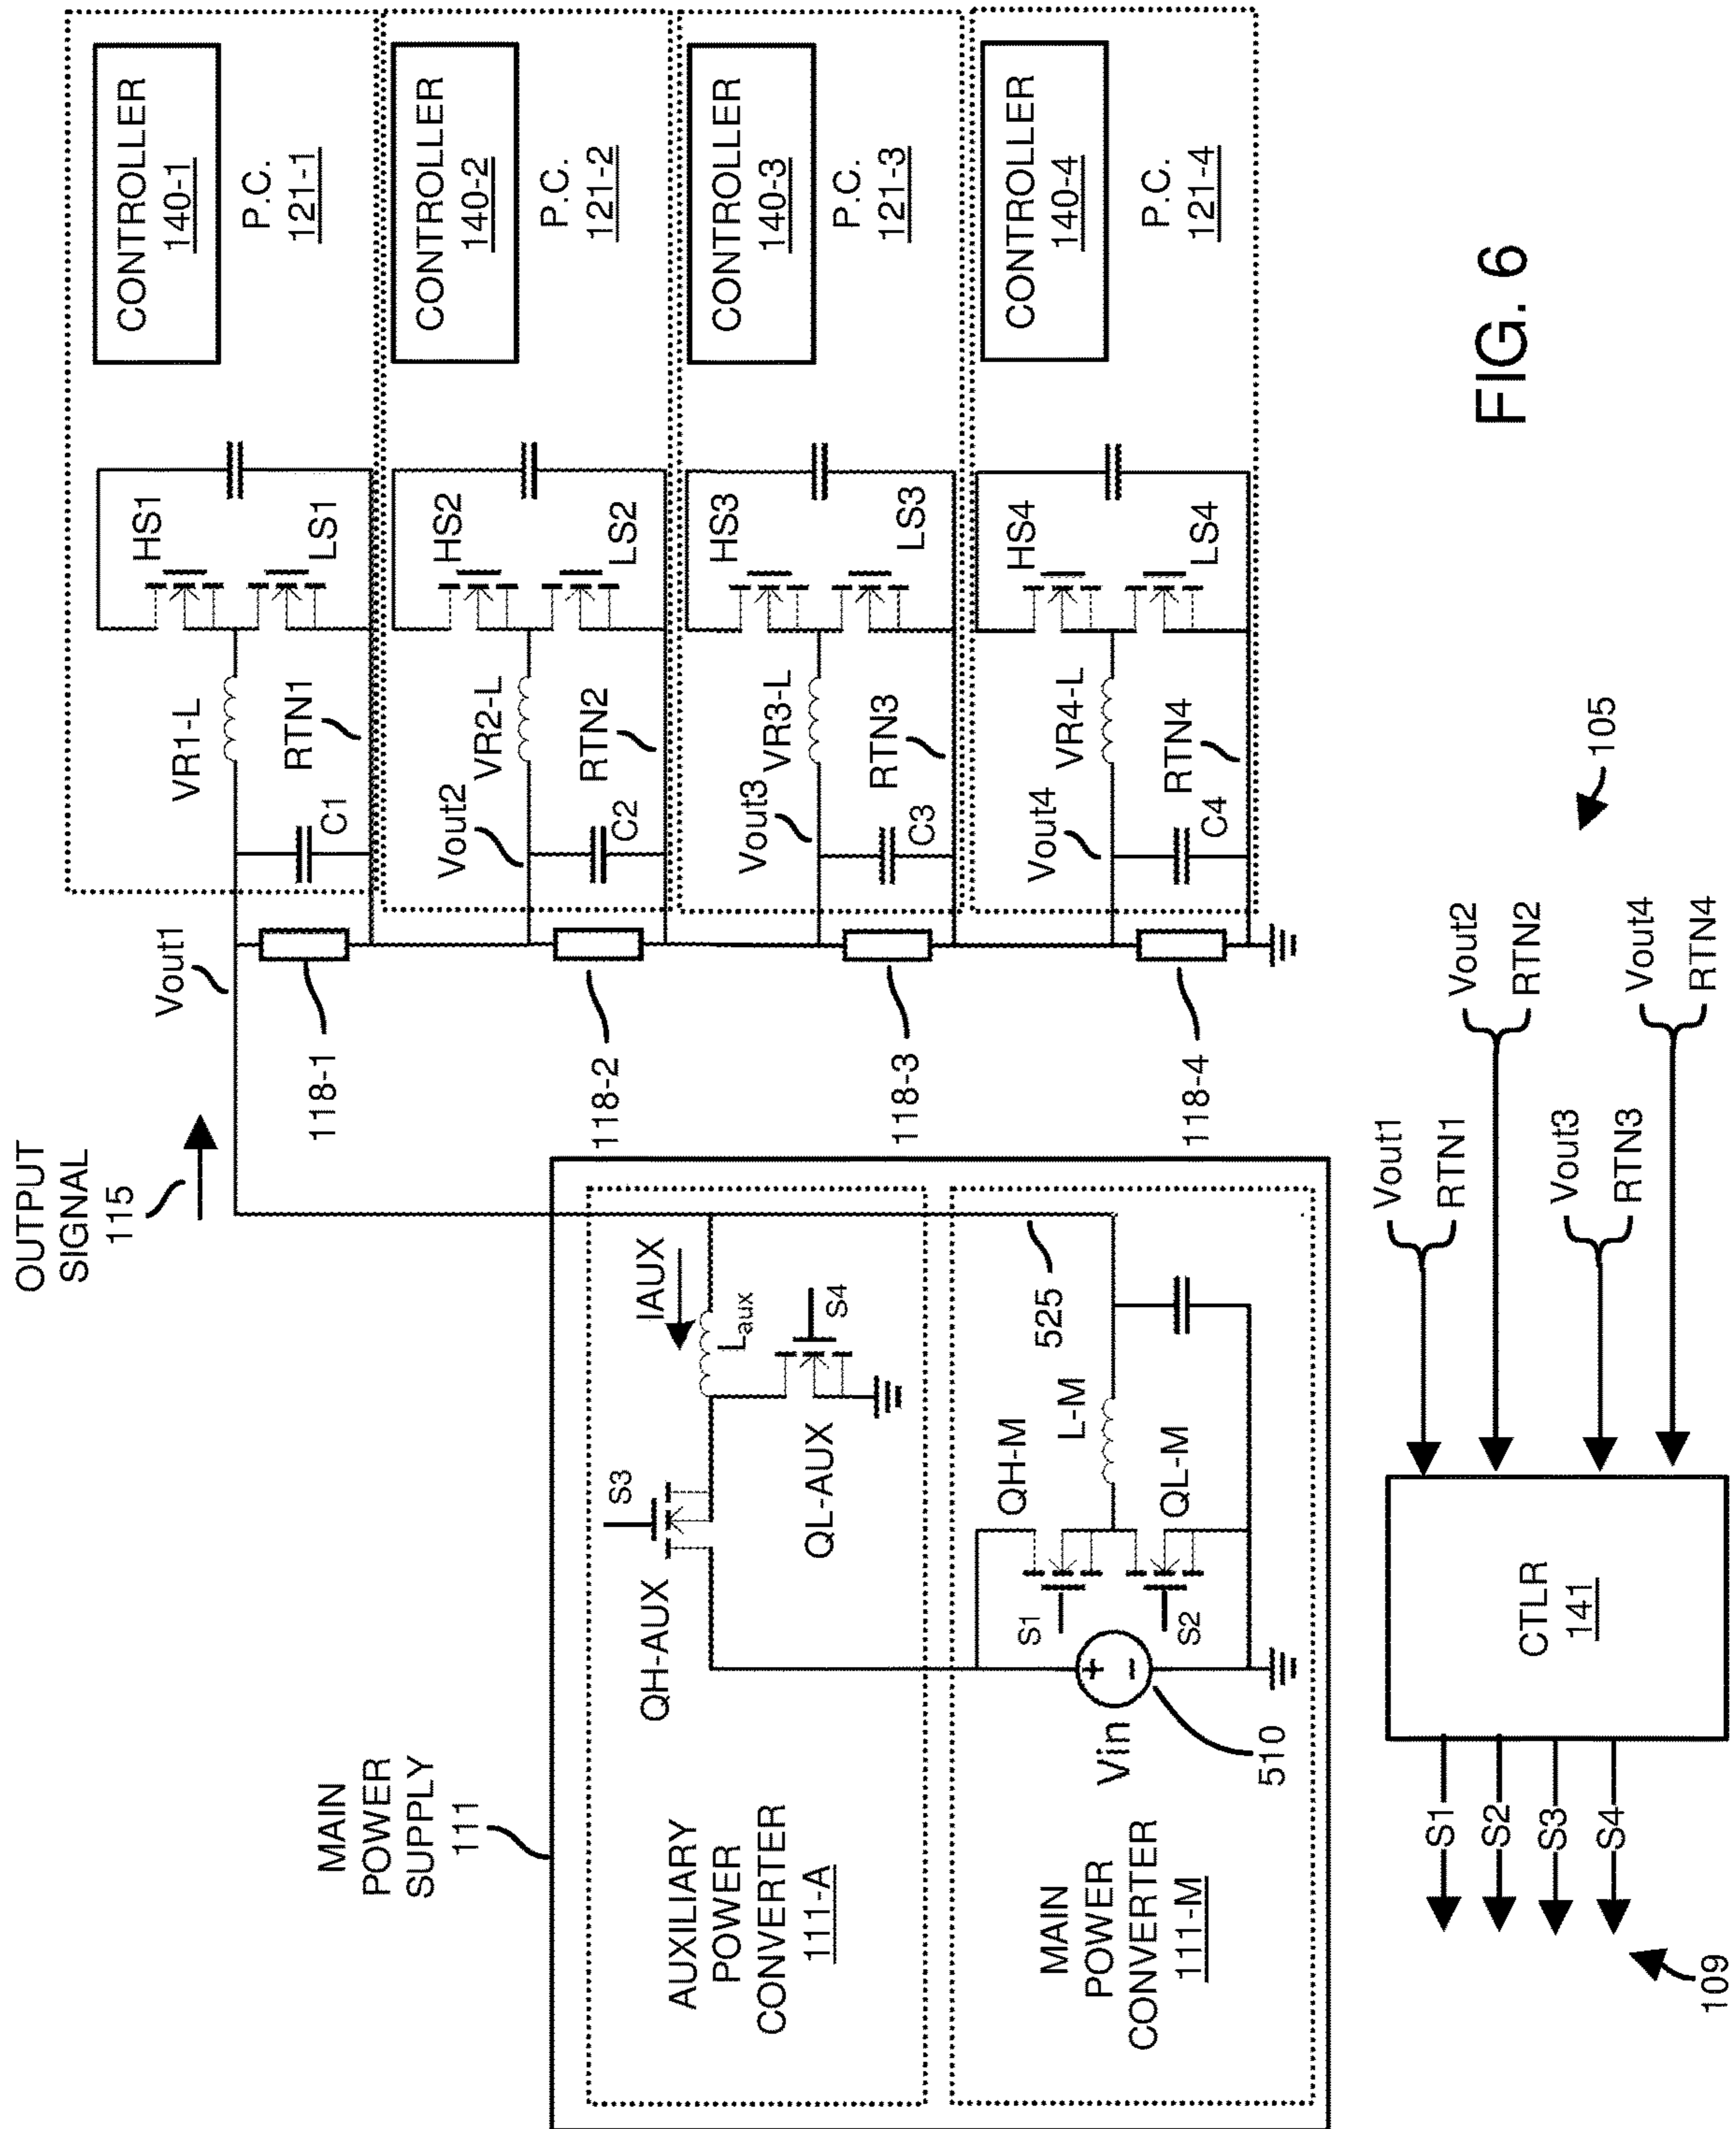 OUTPUT
SIGNAL
115
Vout1
118-1
118-2
118-3
118-4
VR1-L
RTN1
C1
HS1
LS1
CONTROLLER
140-1
P.C.
121-1
Vout2
VR2-L
RTN2
C2
HS2
LS2
CONTROLLER
140-2
P.C.
121-2
Vout3
VR3-L
RTN3
C3
HS3
LS3
CONTROLLER
140-3
P.C.
121-3
Vout4
VR4-L
RTN4
C4
HS4
LS4
CONTROLLER
140-4
P.C.
121-4
MAIN
POWER
SUPPLY
111
AUXILIARY
POWER
CONVERTER
111-A
QH-AUX
S3
IAUX
Laux
QL-AUX
S4
MAIN
POWER
CONVERTER
111-M
Vin
+
−
510
S1
S2
QH-M
QL-M
L-M
525
S1
S2
S3
S4
109
CTLR
141
Vout1
RTN1
Vout2
RTN2
Vout3
RTN3
Vout4
RTN4
105
FIG. 6